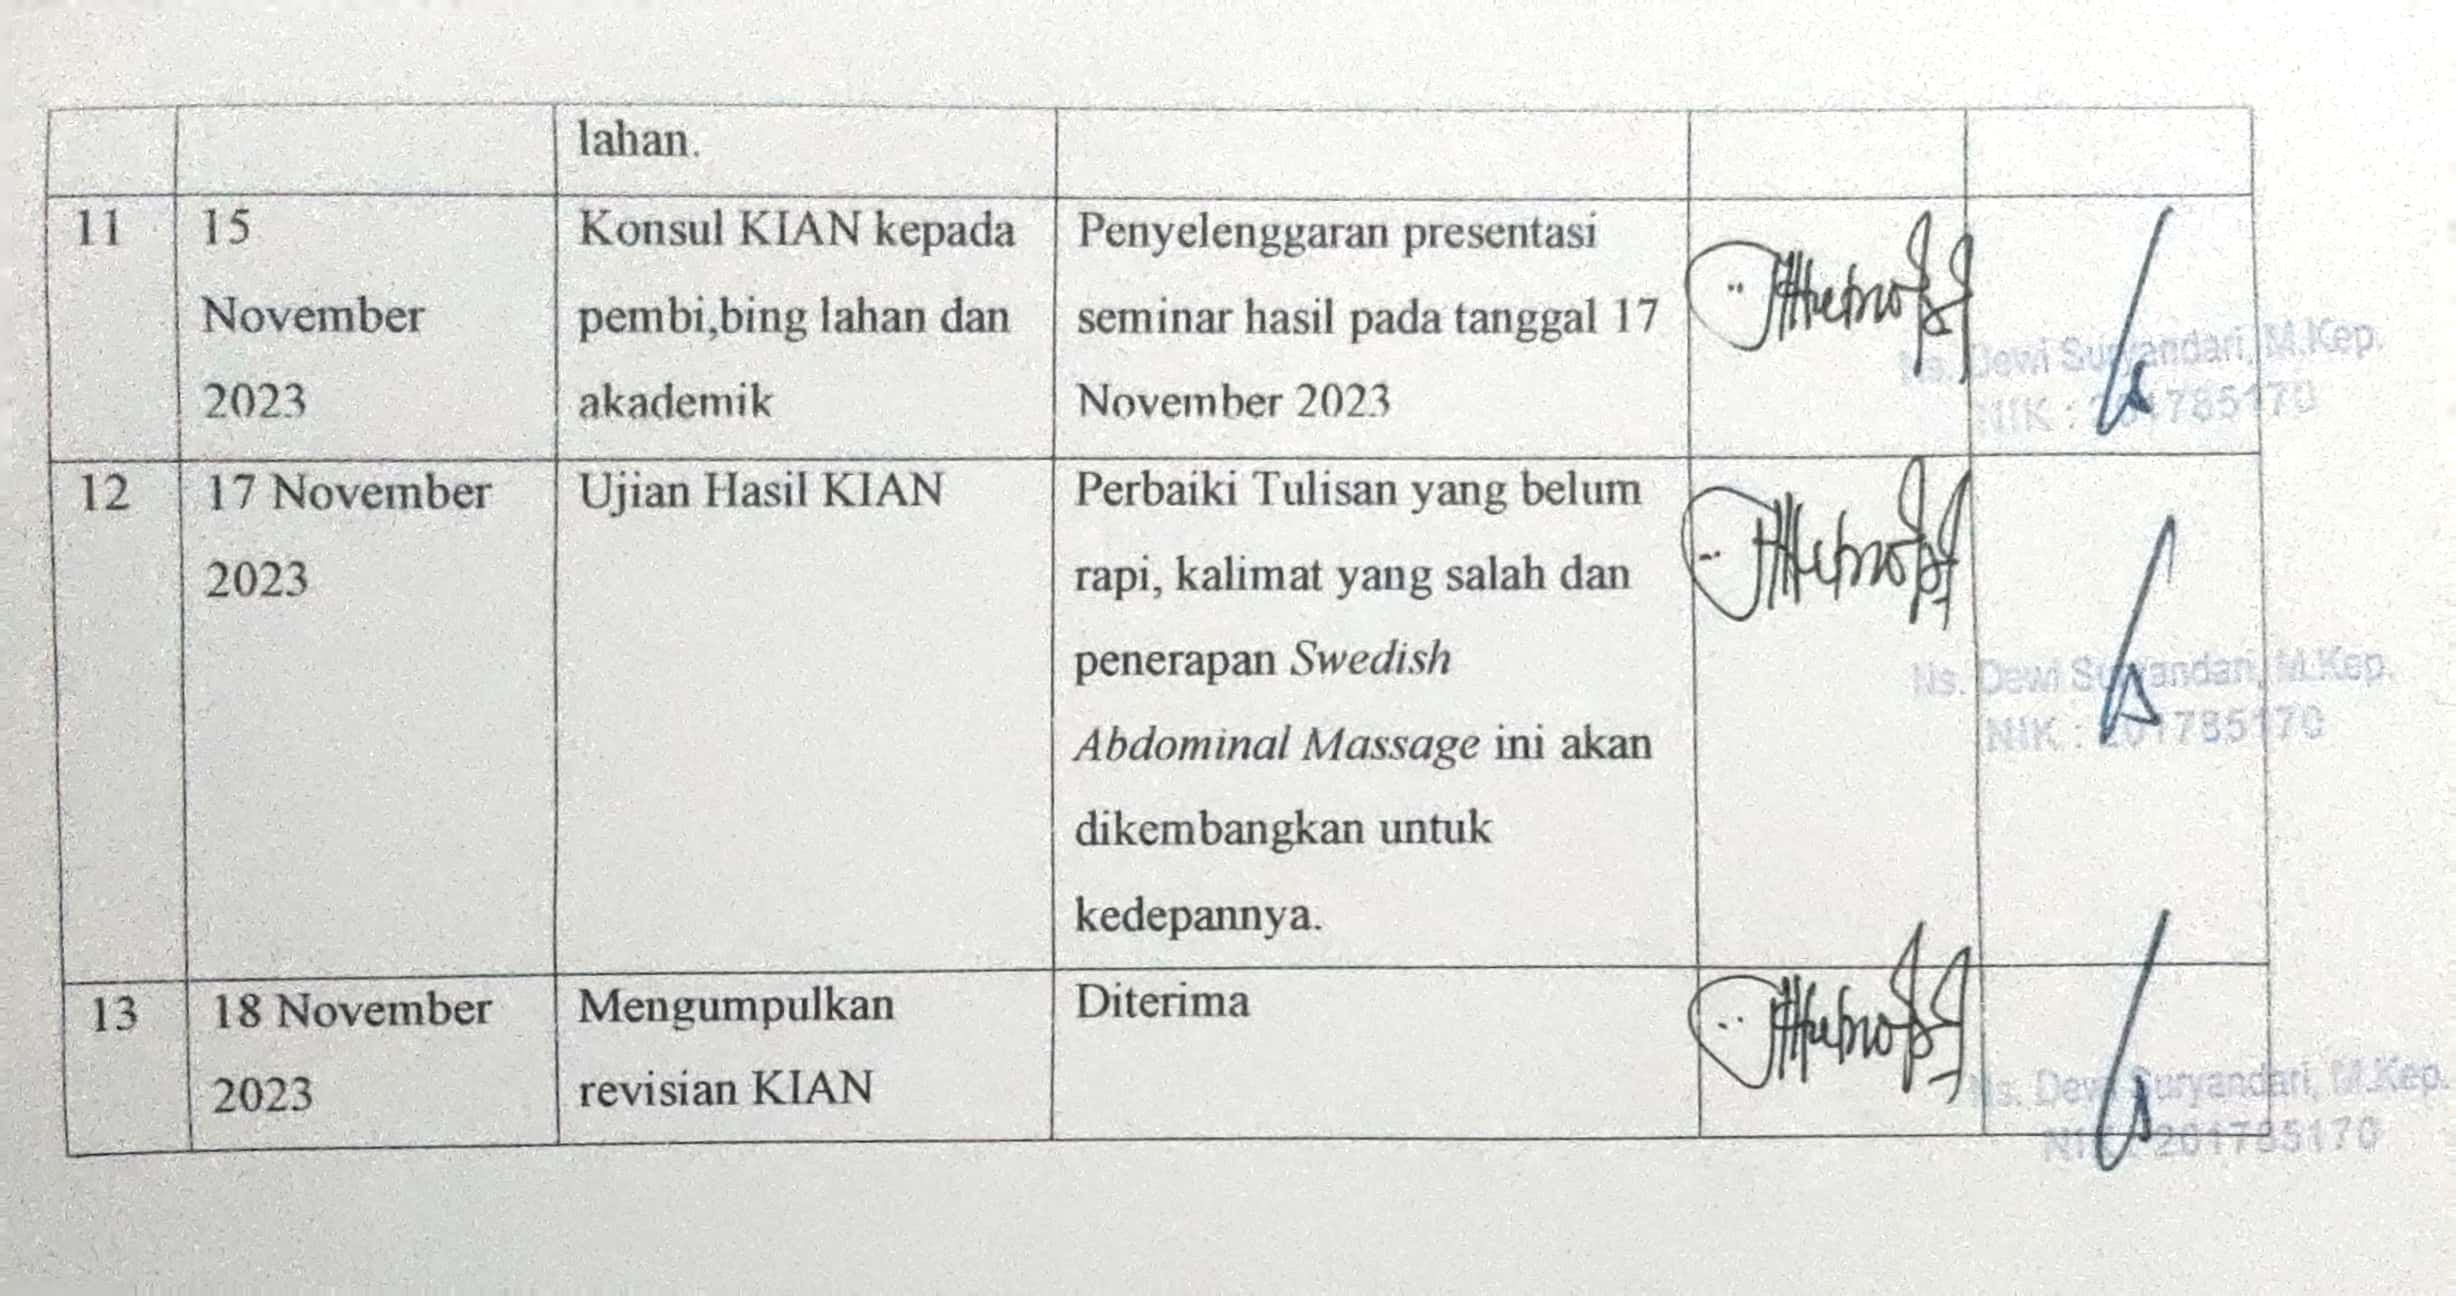 lahan.
11
15
November
2023
Konsul KIAN kepada
pembi,bing lahan dan
akademik
Penyelenggaran presentasi
seminar hasil pada tanggal 17
November 2023
Ns. Dewi Suryandari, M.Kep.
NIK : 201785170
12
17 November
2023
Ujian Hasil KIAN
Perbaiki Tulisan yang belum
rapi, kalimat yang salah dan
penerapan Swedish
Abdominal Massage ini akan
dikembangkan untuk
kedepannya.
Ns. Dewi Suryandari, M.Kep.
NIK : 201785170
13
18 November
2023
Mengumpulkan
revisian KIAN
Diterima
Ns. Dewi Suryandari, M.Kep.
NIK : 201785170